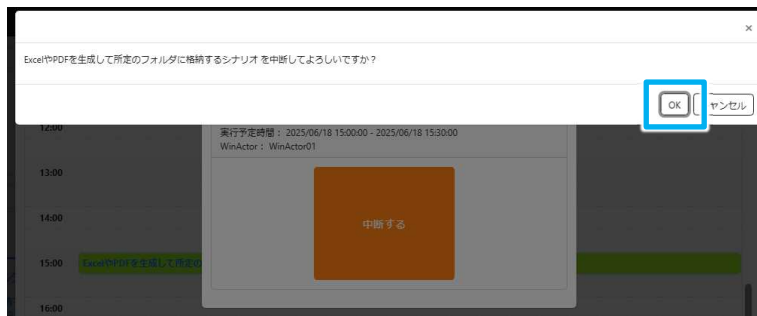 ×
ExcelやPDFを生成して所定のフォルダに格納するシナリオ を中断してよろしいですか？
OK
ャンセル
12:00
実行予定時間： 2025/06/18 15:00:00 - 2025/06/18 15:30:00
WinActor： WinActor01
13:00
14:00
中断する
15:00
ExcelやPDFを生成して所定の
16:00